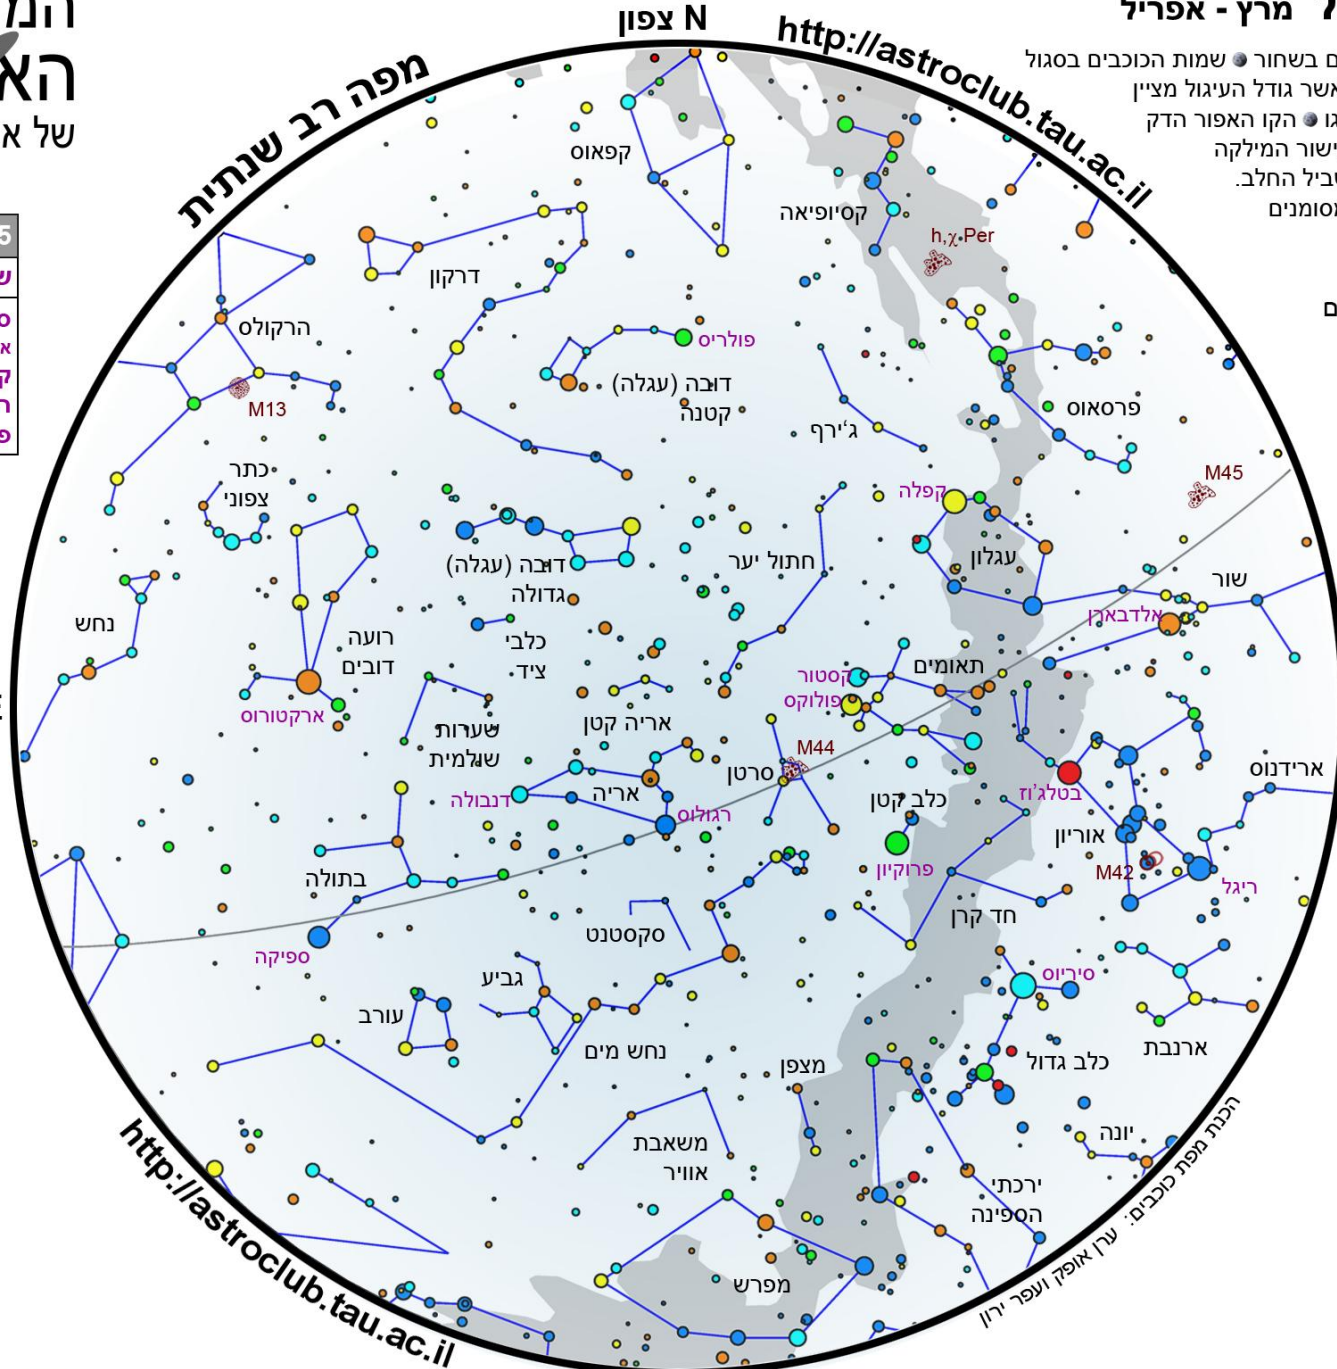 N צפון
מרץ - אפריל
http://astroclub.tau.ac.il
מפה רב שנתית
של
שמות הכוכבים בסגול
בשחור
אשר גודל העיגול מציין
הקו האפור הדק
מישור המילקה
שביל החלב.
5
קפאוס
קסיופיאה
h,χ Per
דרקון
הרקולס
M13
פולריס
דובה (עגלה)
קטנה
ג'ירף
פרסאוס
M45
כתר
צפוני
קפלה
עגלון
חתול יער
דובה (עגלה)
גדולה
שור
אלדבארן
נחש
רועה
דובים
כלבי
ציד
תאומים
קסטור
פולוקס
ארקטורוס
שערות
שולמית
אריה קטן
M44
סרטן
ארידנוס
בטלג'וז
דנבולה
אריה
רגולוס
כלב קטן
אוריון
פרוקיון
M42
ריגל
בתולה
חד קרן
סקסטנט
ספיקה
סיריוס
גביע
עורב
נחש מים
ארנבת
כלב גדול
מצפן
יונה
משאבת
אוויר
ירכתי
הספינה
מפרש
הכנת מפת כוכבים: ערן אופק ועפר ירון
http://astroclub.tau.ac.il